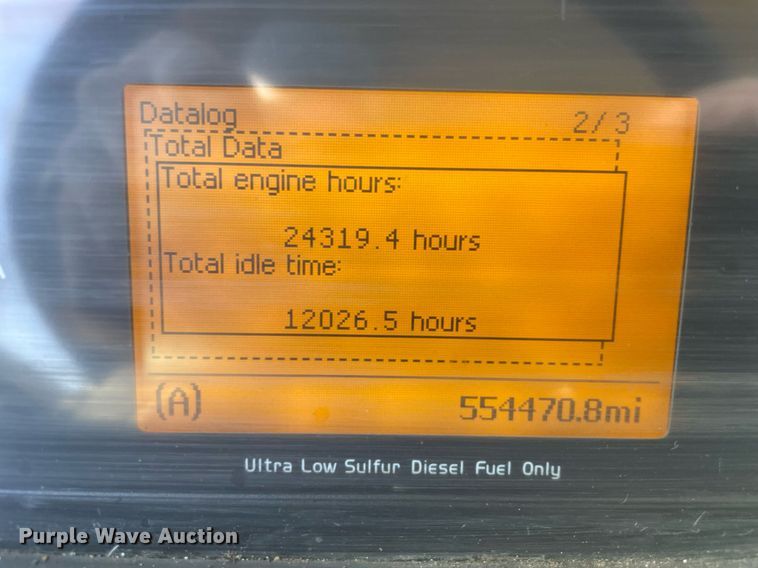 Datalog 2/3
Total Data
Total engine hours:
24319.4 hours
Total idle time:
12026.5 hours
(A) 554470.8mi
Ultra Low Sulfur Diesel Fuel Only
Purple Wave Auction